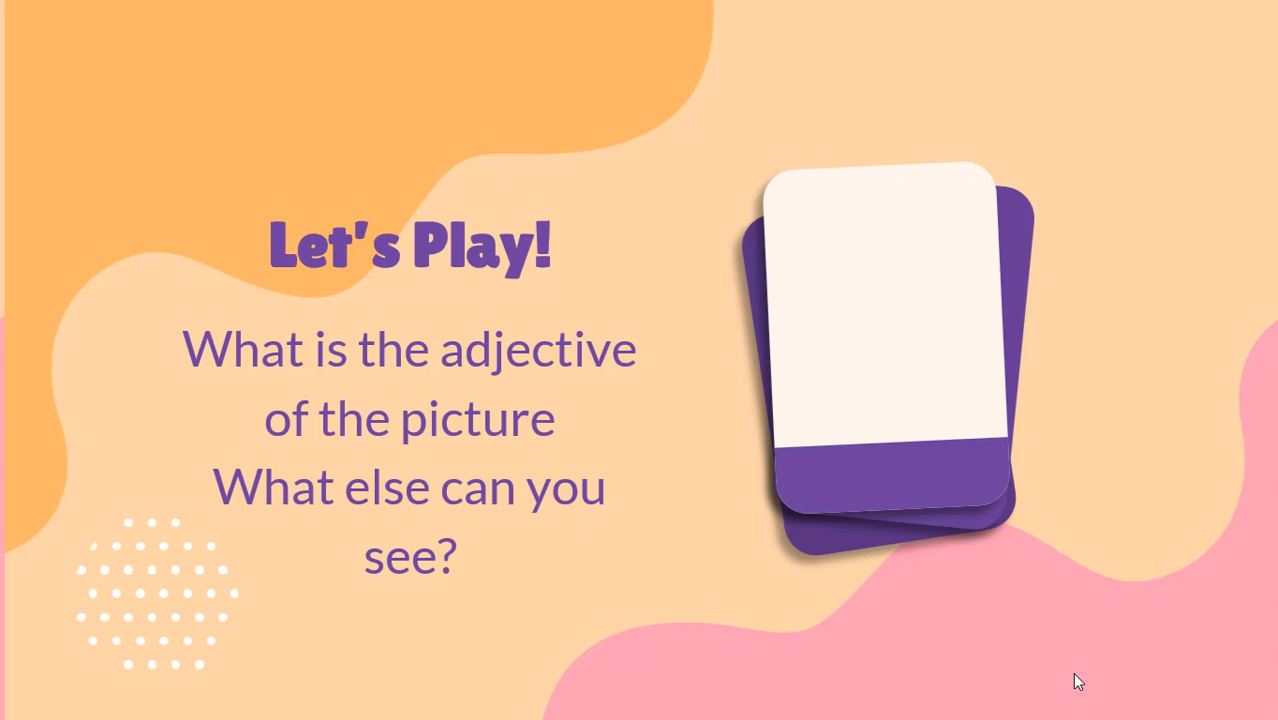 Let's Play!
What is the adjective
of the picture
What else can you
see?